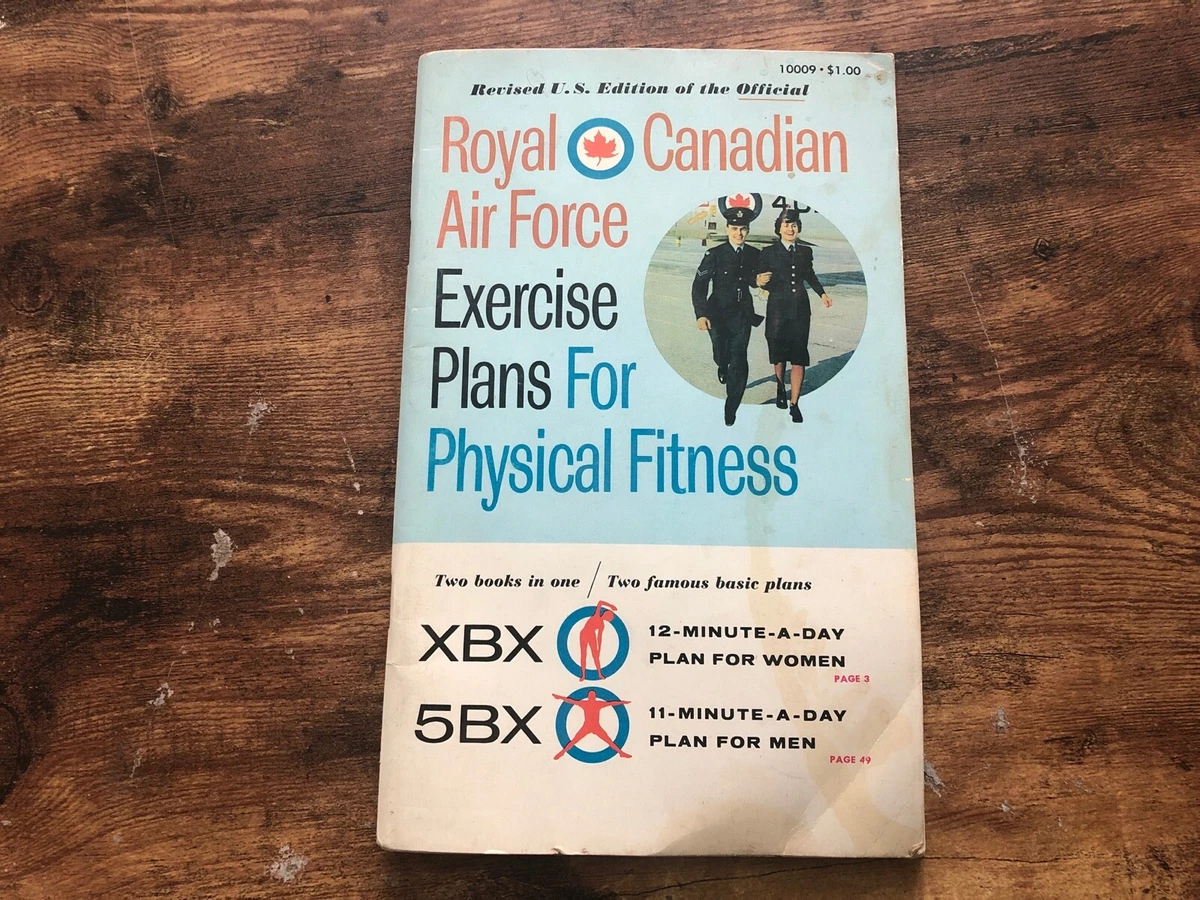 10009 · $1.00
Revised U.S. Edition of the Official
Royal Canadian
Air Force
Exercise
Plans For
Physical Fitness
Two books in one / Two famous basic plans
XBX
12-MINUTE-A-DAY
PLAN FOR WOMEN
PAGE 3
5BX
11-MINUTE-A-DAY
PLAN FOR MEN
PAGE 49